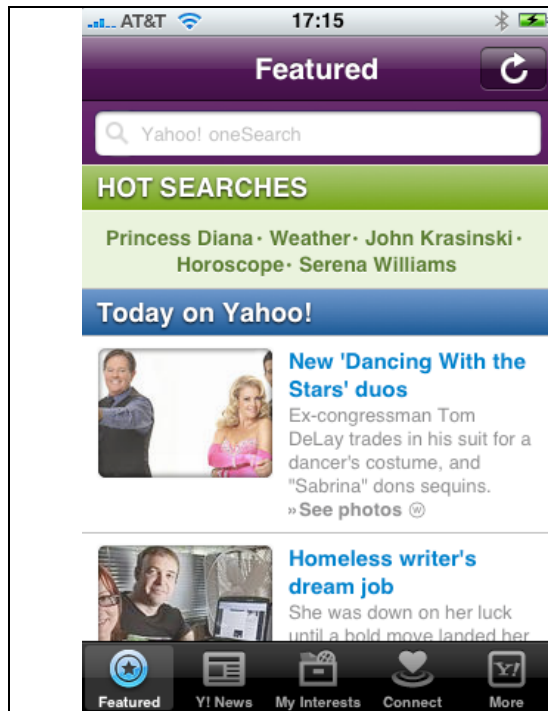 AT&T 17:15
Featured
Yahoo! oneSearch
HOT SEARCHES
Princess Diana · Weather · John Krasinski ·
Horoscope · Serena Williams
Today on Yahoo!
New 'Dancing With the
Stars' duos
Ex-congressman Tom
DeLay trades in his suit for a
dancer's costume, and
"Sabrina" dons sequins.
»See photos Ⓦ
Homeless writer's
dream job
She was down on her luck
until a bold move landed her
Y!
Featured Y! News My Interests Connect More